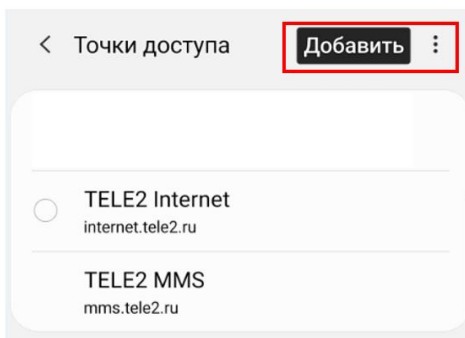 Точки доступа Добавить
TELE2 Internet
internet.tele2.ru
TELE2 MMS
mms.tele2.ru